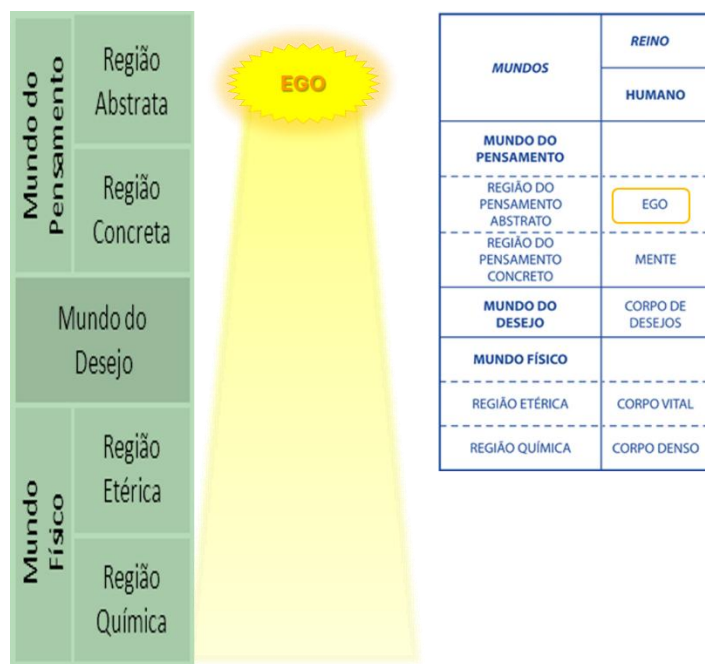 Mundo do
Pensamento
Região
Abstrata
Região
Concreta
Mundo do
Desejo
Mundo
Físico
Região
Etérica
Região
Química
EGO
MUNDOS
REINO
HUMANO
MUNDO DO
PENSAMENTO
REGIÃO DO
PENSAMENTO
ABSTRATO
EGO
REGIÃO DO
PENSAMENTO
CONCRETO
MENTE
MUNDO DO
DESEJO
CORPO DE
DESEJOS
MUNDO FÍSICO
REGIÃO ETÉRICA
CORPO VITAL
REGIÃO QUÍMICA
CORPO DENSO